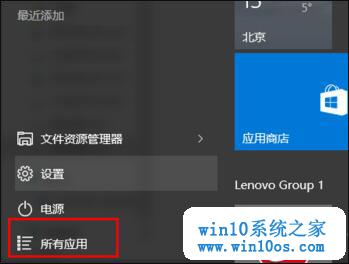 最近添加
5°
北京
文件资源管理器
应用商店
设置
Lenovo Group 1
电源
所有应用
win10系统之家
www.win10os.com